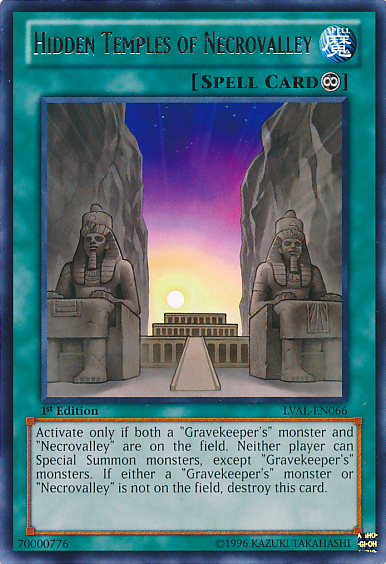 HIDDEN TEMPLES OF NECROVALLEY
SPELL
魔
[SPELL CARD]
1st Edition
LVAL-EN066
Activate only if both a "Gravekeeper's" monster and
"Necrovalley" are on the field. Neither player can
Special Summon monsters, except "Gravekeeper's"
monsters. If either a "Gravekeeper's" monster or
"Necrovalley" is not on the field, destroy this card.
70000776
©1996 KAZUKI TAKAHASHI